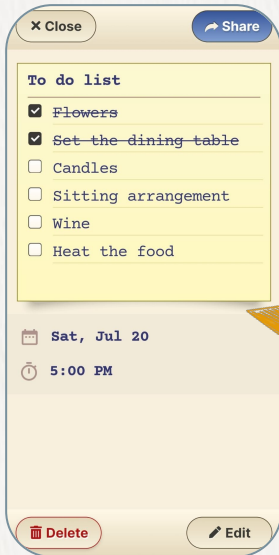 Close
Share
To do list
Flowers
Set the dining table
Candles
Sitting arrangement
Wine
Heat the food
Sat, Jul 20
5:00 PM
Delete
Edit